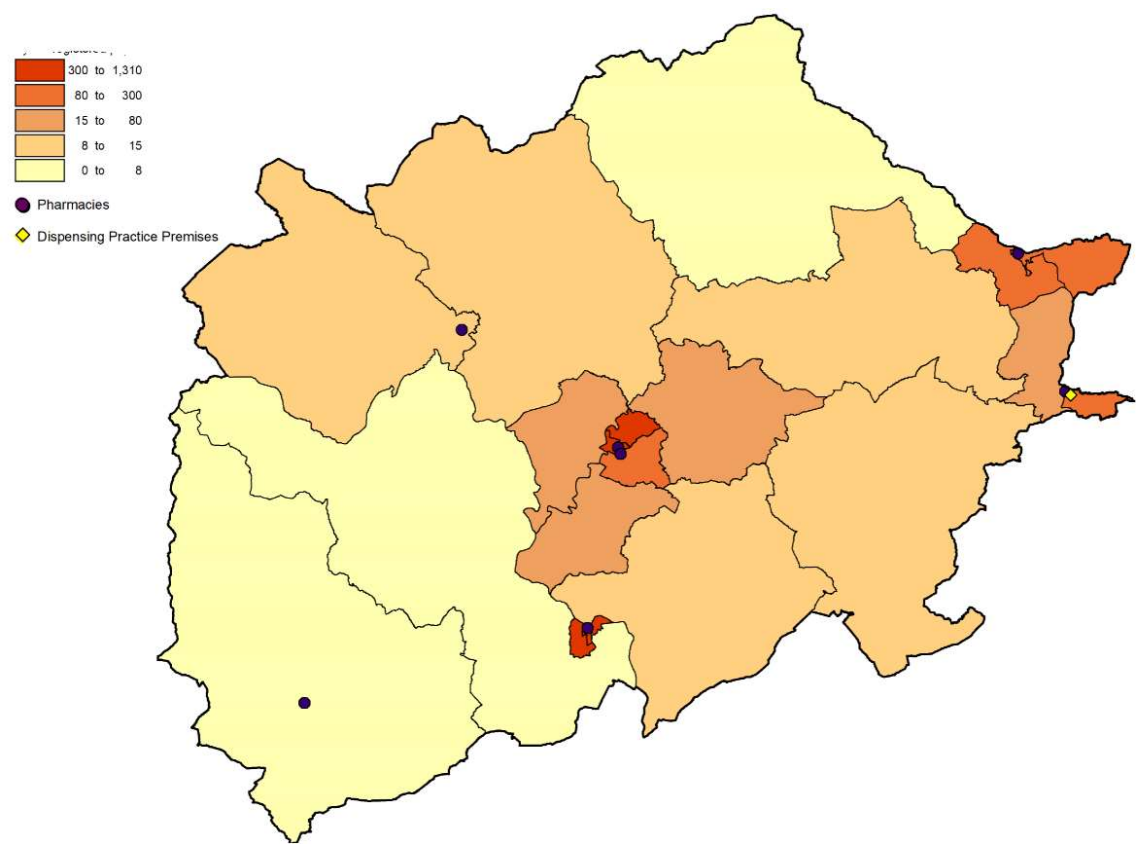 300 to 1,310
80 to 300
15 to 80
8 to 15
0 to 8
Pharmacies
Dispensing Practice Premises